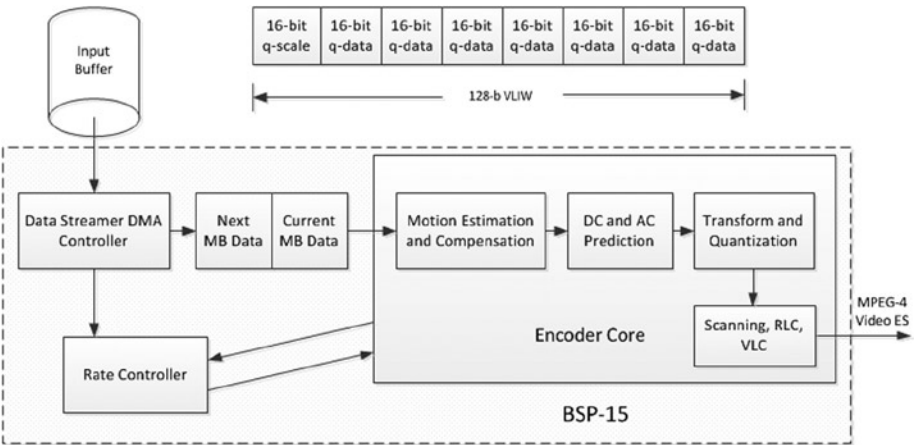 Input
Buffer
16-bit
q-scale
16-bit
q-data
16-bit
q-data
16-bit
q-data
16-bit
q-data
16-bit
q-data
16-bit
q-data
16-bit
q-data
128-b VLIW
Data Streamer DMA
Controller
Next
MB Data
Current
MB Data
Motion Estimation
and Compensation
DC and AC
Prediction
Transform and
Quantization
Scanning, RLC,
VLC
MPEG-4
Video ES
Encoder Core
Rate Controller
BSP-15